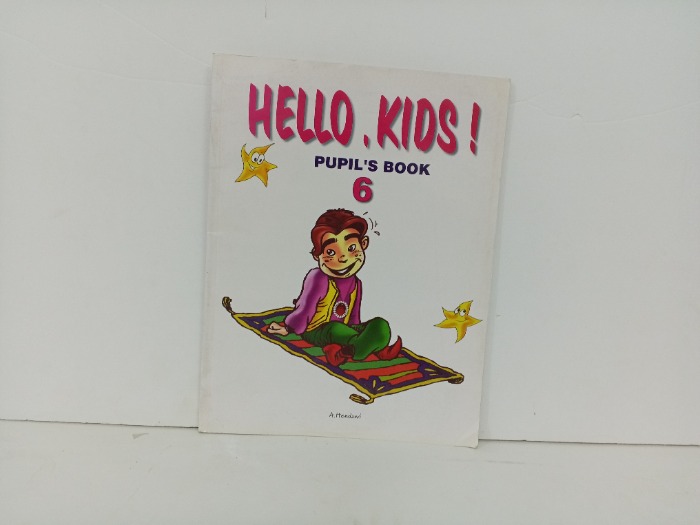 HELLO . KIDS !
PUPIL'S BOOK
6